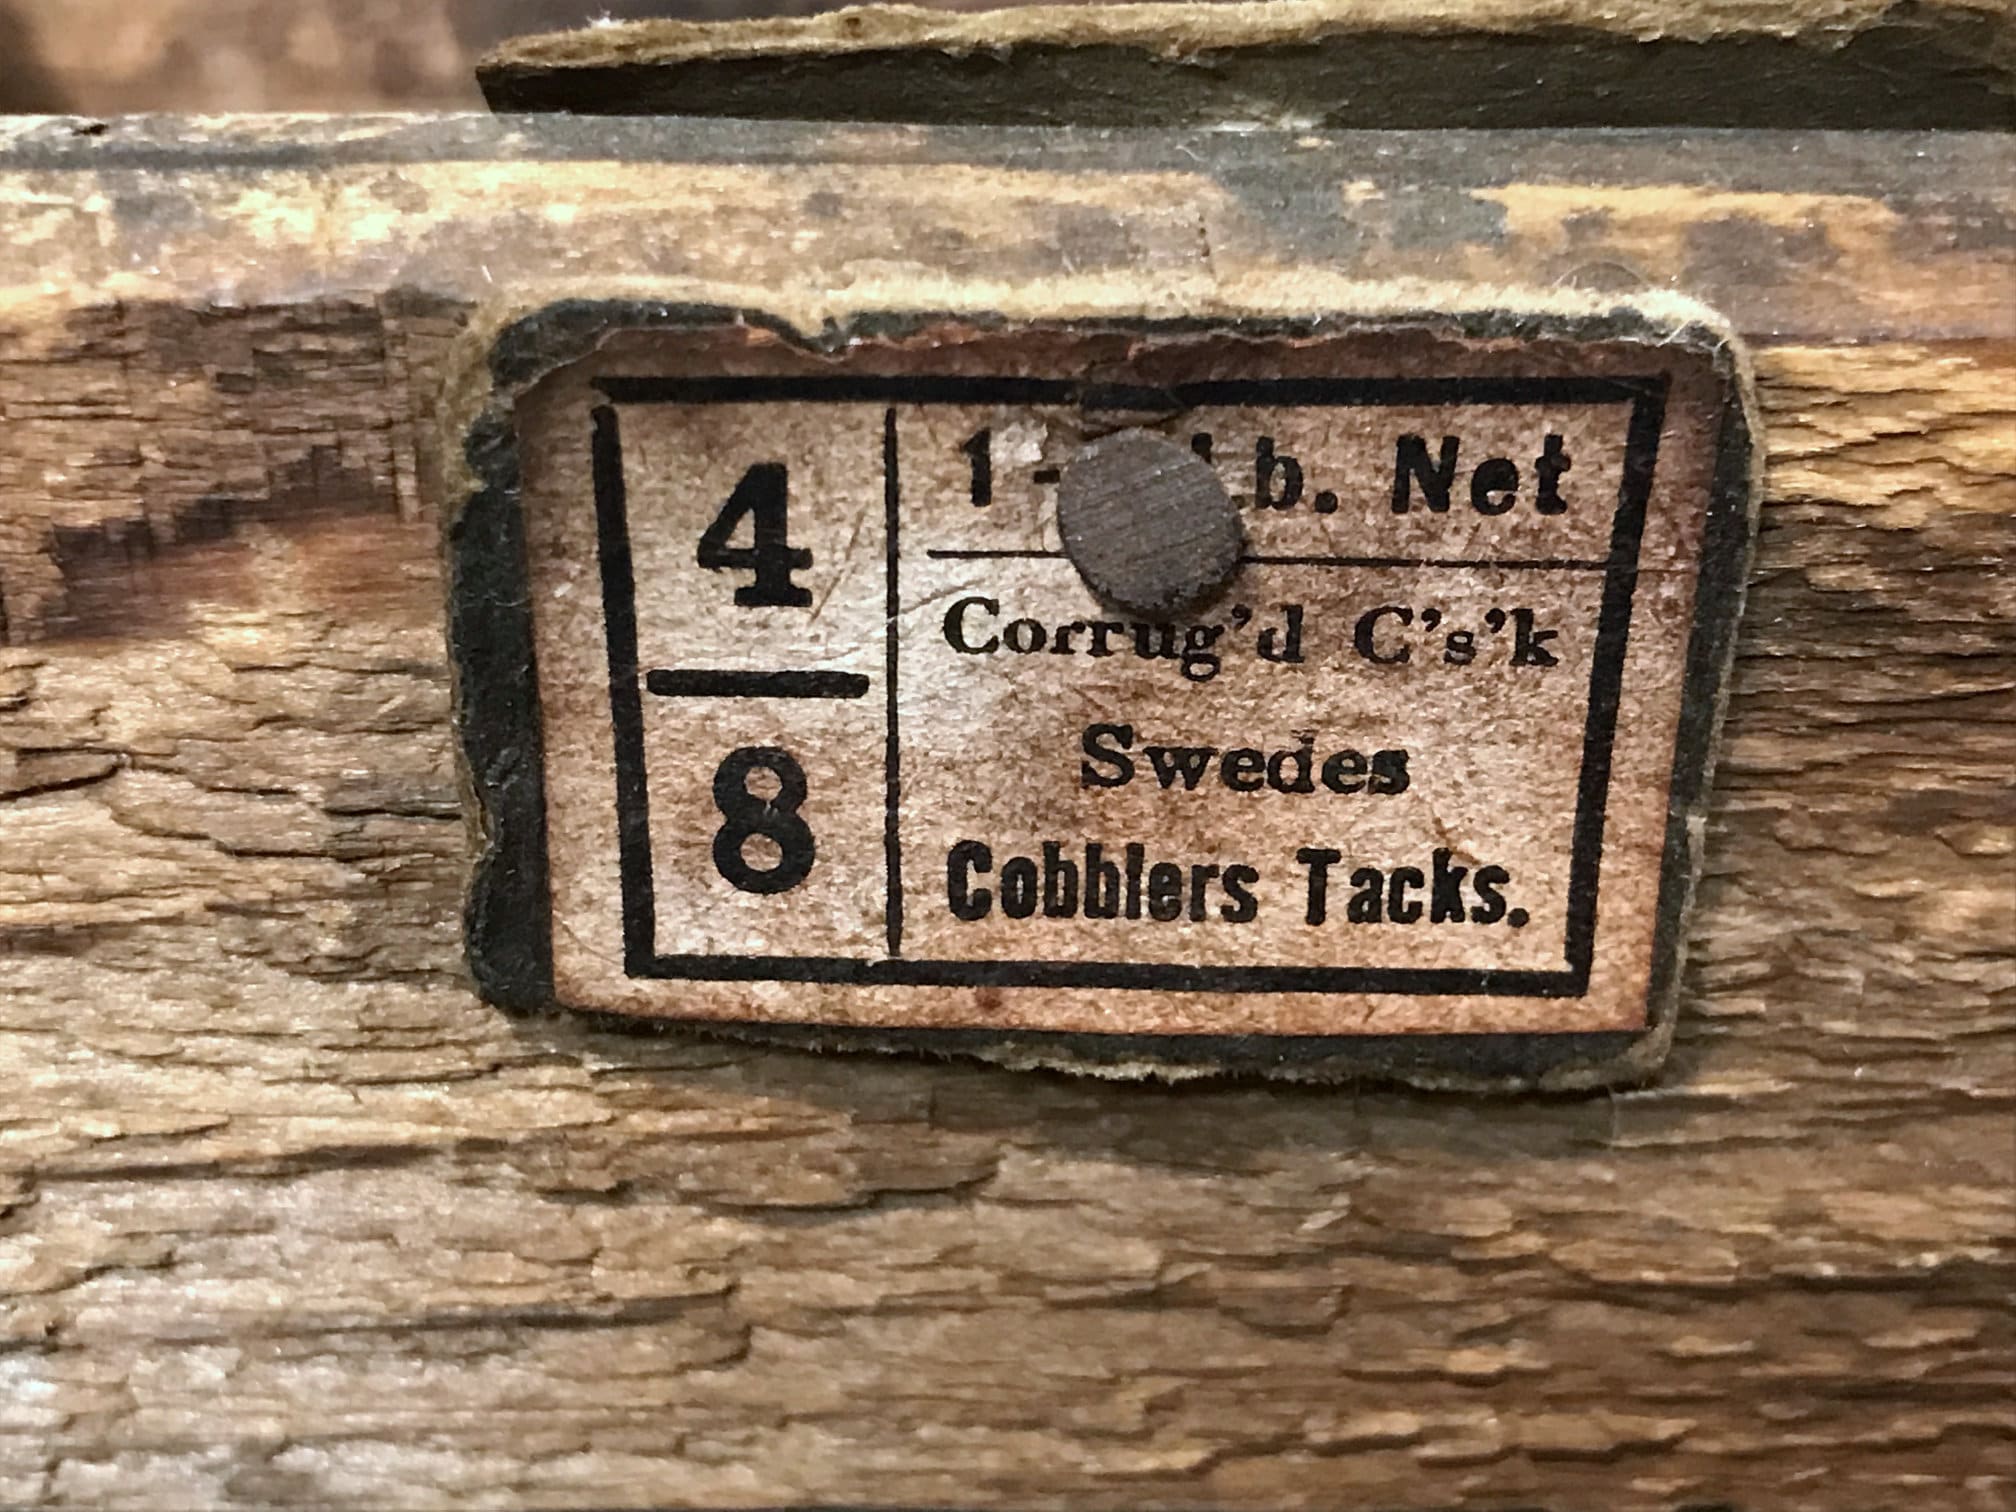 4
8
1 - Lb. Net
Corrug'd C's'k
Swedes
Cobblers Tacks.